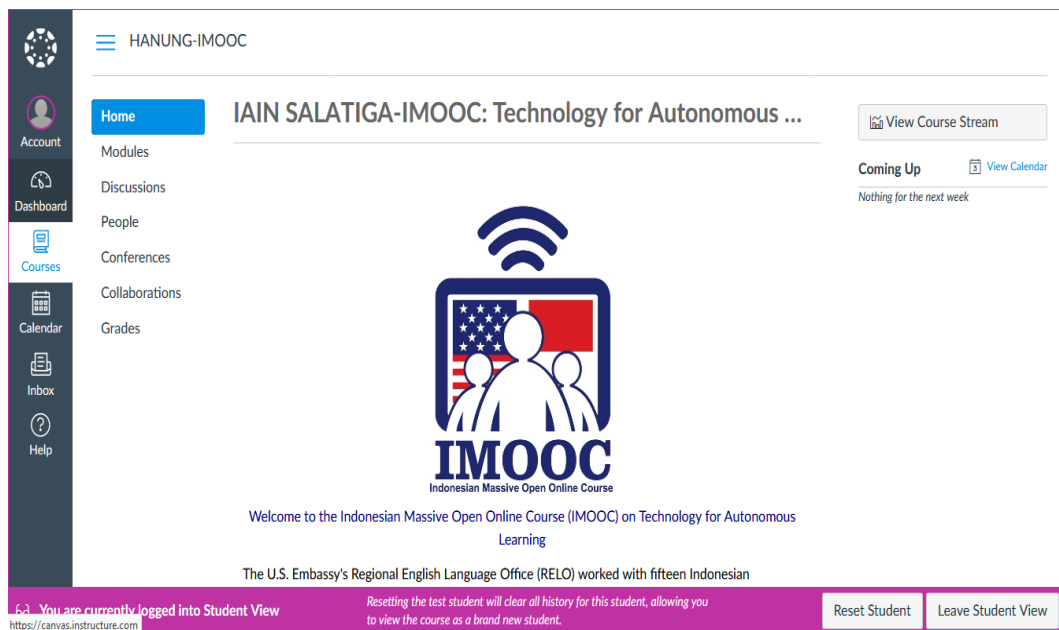 HANUNG-IMOOC
Account
Dashboard
Courses
Calendar
Inbox
Help
Home
Modules
Discussions
People
Conferences
Collaborations
Grades
IAIN SALATIGA-IMOOC: Technology for Autonomous ...
IMOOC
Indonesian Massive Open Online Course
Welcome to the Indonesian Massive Open Online Course (IMOOC) on Technology for Autonomous
Learning
The U.S. Embassy's Regional English Language Office (RELO) worked with fifteen Indonesian
View Course Stream
Coming Up
3 View Calendar
Nothing for the next week
You are currently logged into Student View
https://canvas.instructure.com
Resetting the test student will clear all history for this student, allowing you
to view the course as a brand new student.
Reset Student
Leave Student View